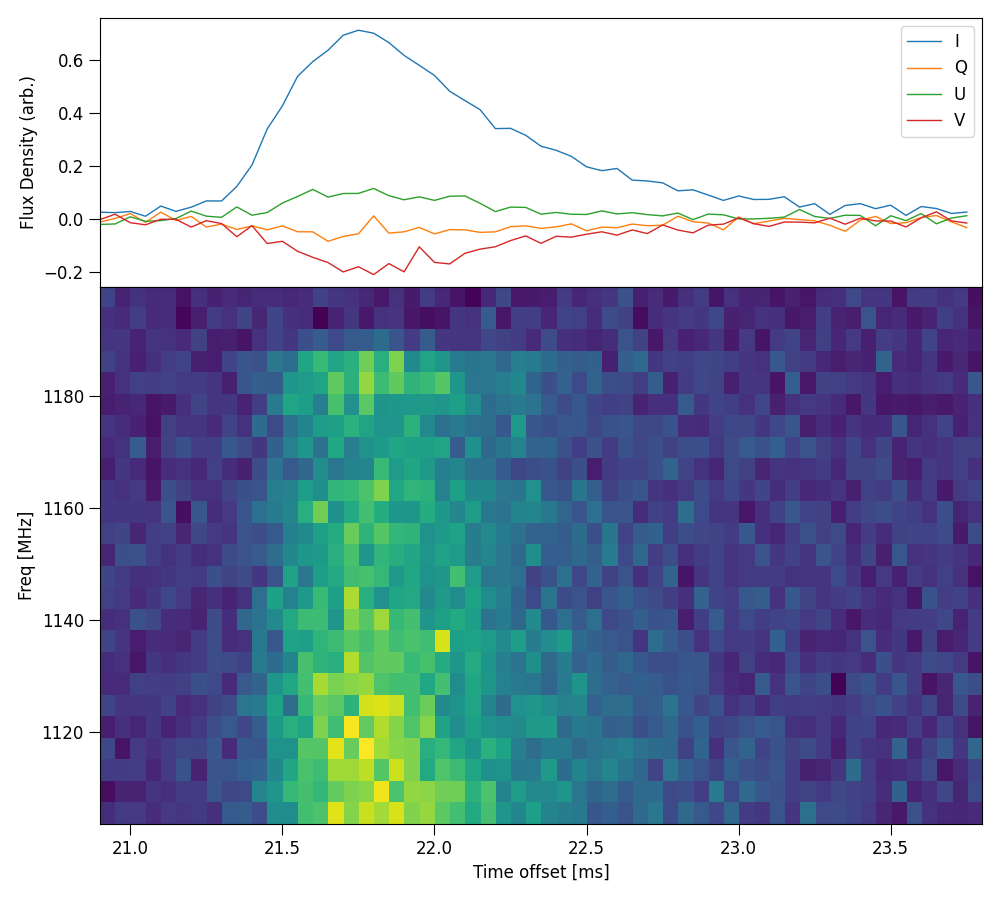 I
Q
U
V
Flux Density (arb.)
0.6
0.4
0.2
0.0
−0.2
Freq [MHz]
1180
1160
1140
1120
21.0 21.5 22.0 22.5 23.0 23.5
Time offset [ms]